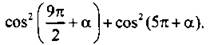 cos²(9π/2 + α) + cos²(5π + α).